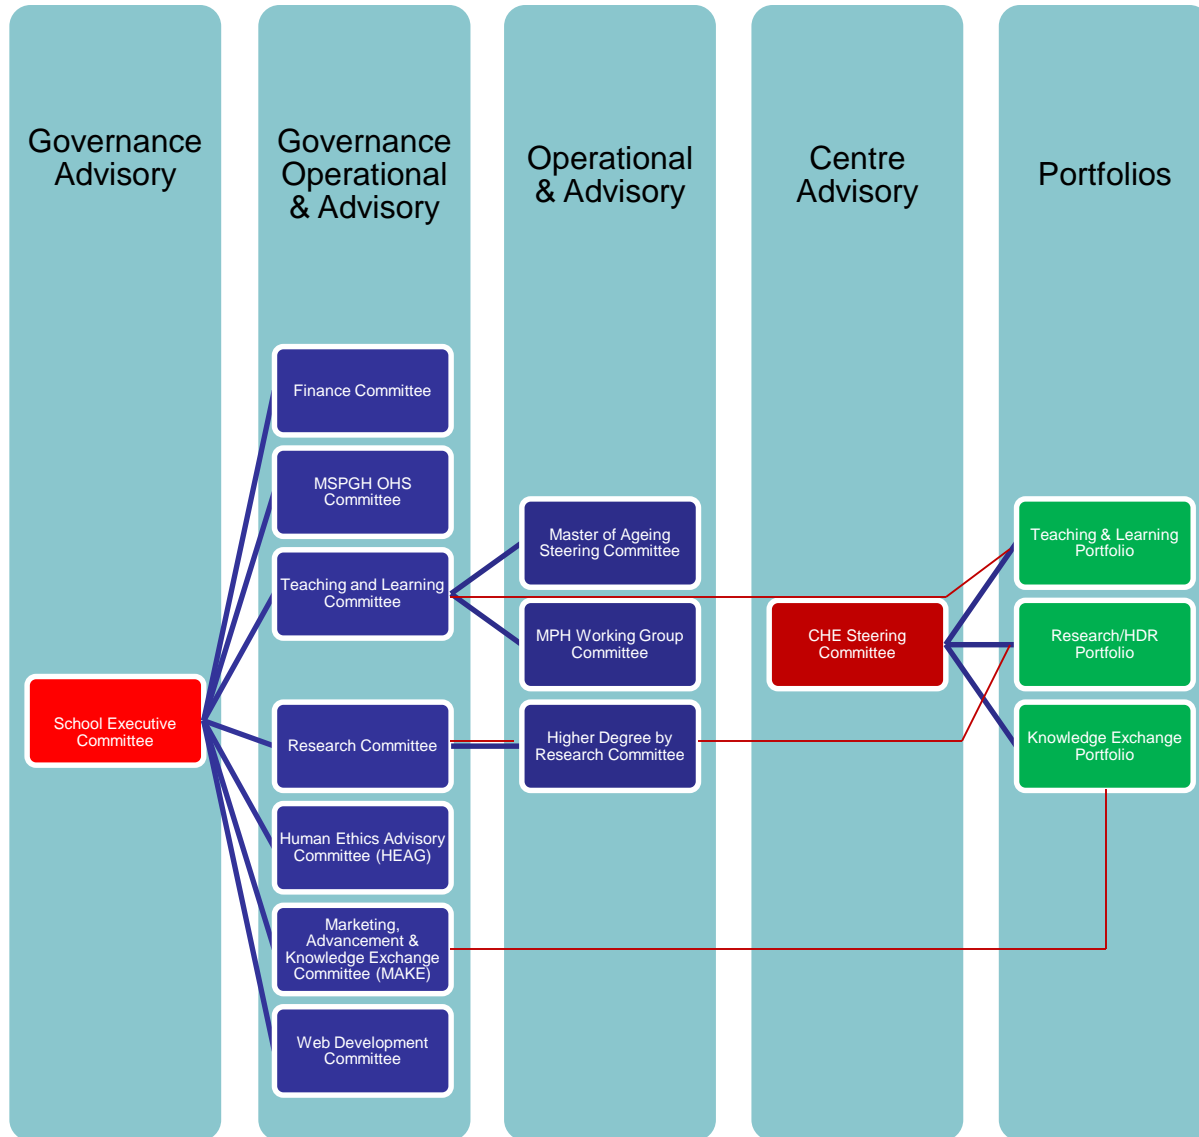 Governance
Advisory
Governance
Operational
& Advisory
Operational
& Advisory
Centre
Advisory
Portfolios
School Executive
Committee
Finance Committee
MSPGH OHS
Committee
Teaching and Learning
Committee
Research Committee
Human Ethics Advisory
Committee (HEAG)
Marketing,
Advancement &
Knowledge Exchange
Committee (MAKE)
Web Development
Committee
Master of Ageing
Steering Committee
MPH Working Group
Committee
Higher Degree by
Research Committee
CHE Steering
Committee
Teaching & Learning
Portfolio
Research/HDR
Portfolio
Knowledge Exchange
Portfolio